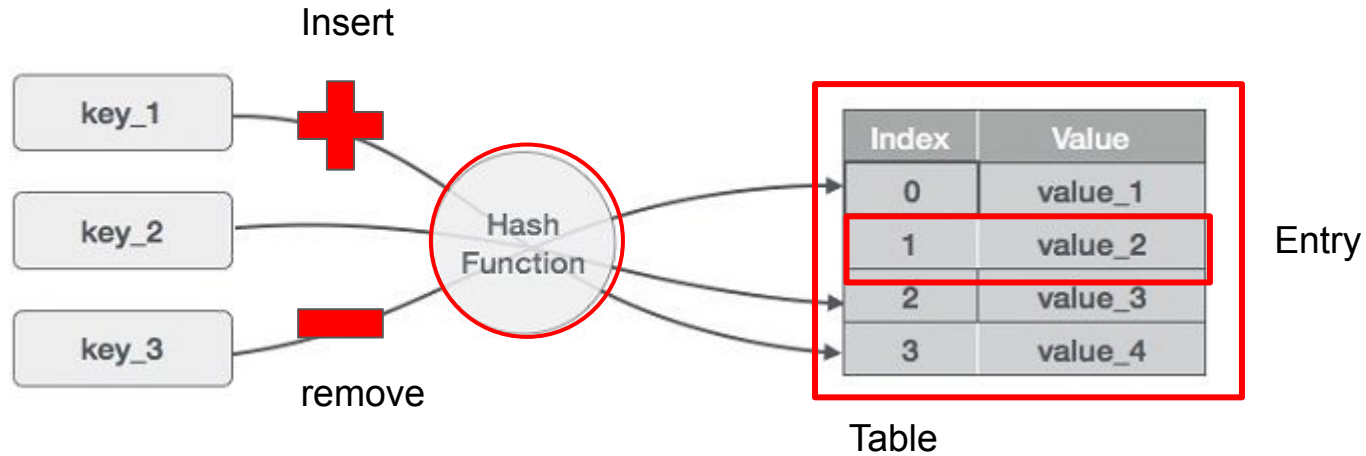 Insert
key_1
key_2
key_3
Hash
Function
Index Value
0 value_1
1 value_2
2 value_3
3 value_4
Entry
remove
Table